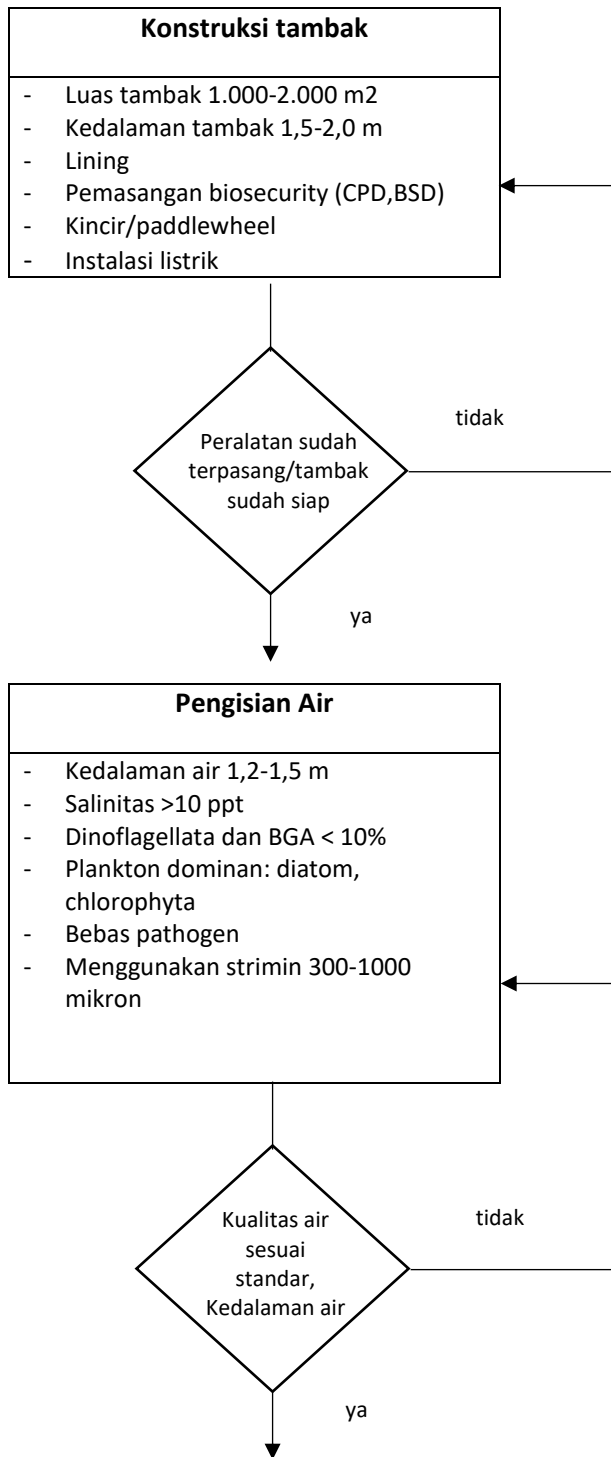 Konstruksi tambak
- Luas tambak 1.000-2.000 m2
- Kedalaman tambak 1,5-2,0 m
- Lining
- Pemasangan biosecurity (CPD,BSD)
- Kincir/paddlewheel
- Instalasi listrik
Peralatan sudah
terpasang/tambak
sudah siap
tidak
ya
Pengisian Air
- Kedalaman air 1,2-1,5 m
- Salinitas >10 ppt
- Dinoflagellata dan BGA < 10%
- Plankton dominan: diatom,
chlorophyta
- Bebas pathogen
- Menggunakan strimin 300-1000
mikron
Kualitas air
sesuai
standar,
Kedalaman air
tidak
ya